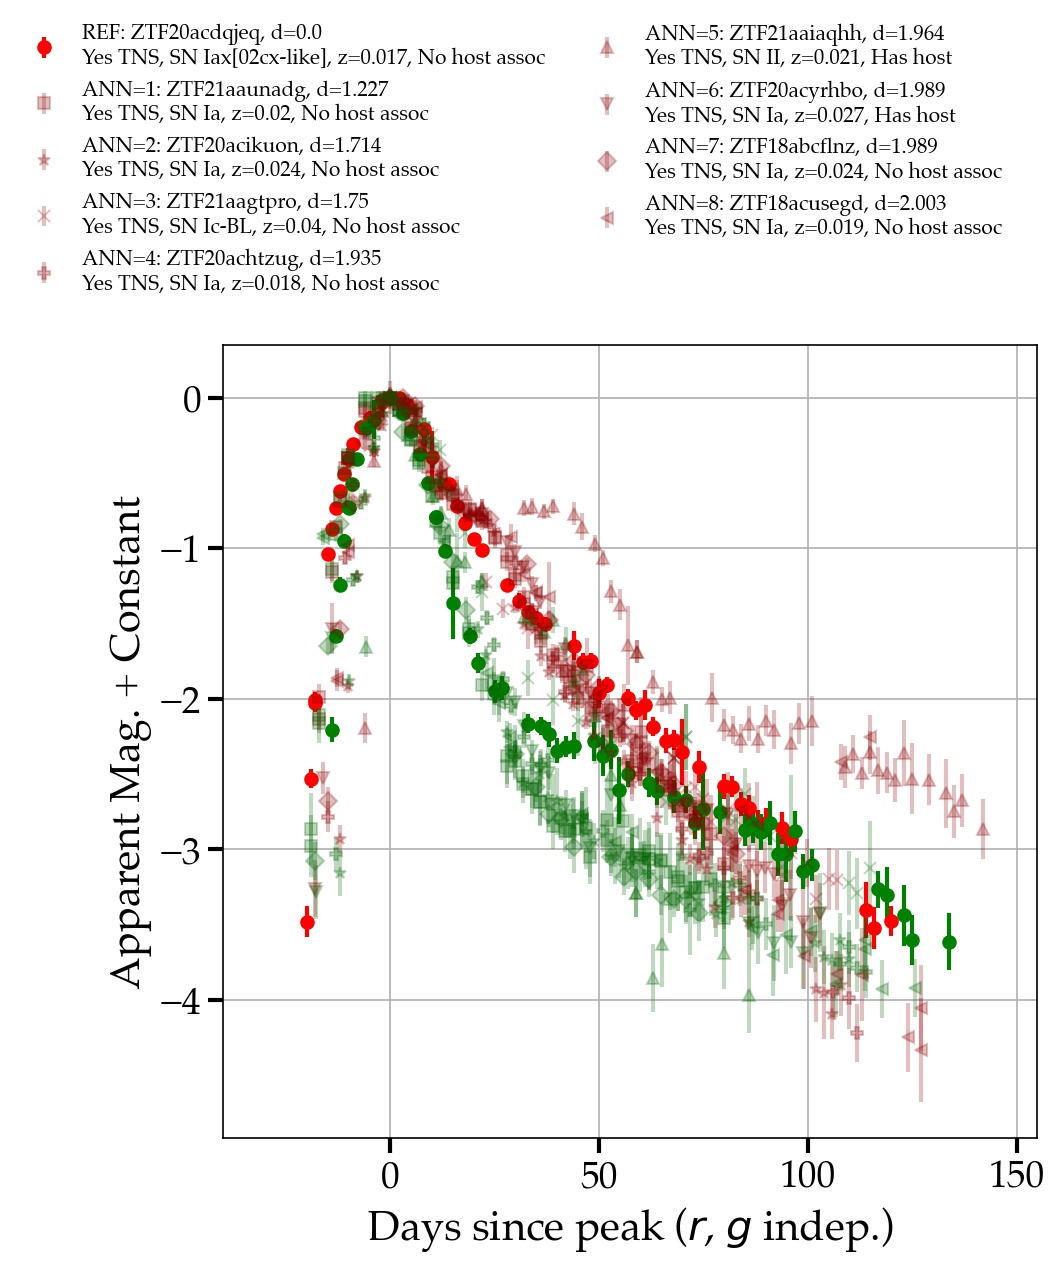 REF: ZTF20acdqjeq, d=0.0
Yes TNS, SN Iax[02cx-like], z=0.017, No host assoc
ANN=1: ZTF21aaunadg, d=1.227
Yes TNS, SN Ia, z=0.02, No host assoc
ANN=2: ZTF20acikuon, d=1.714
Yes TNS, SN Ia, z=0.024, No host assoc
ANN=3: ZTF21aagtpro, d=1.75
Yes TNS, SN Ic-BL, z=0.04, No host assoc
ANN=4: ZTF20achtzug, d=1.935
Yes TNS, SN Ia, z=0.018, No host assoc
ANN=5: ZTF21aaiaqhh, d=1.964
Yes TNS, SN II, z=0.021, Has host
ANN=6: ZTF20acyrhbo, d=1.989
Yes TNS, SN Ia, z=0.027, Has host
ANN=7: ZTF18abcflnz, d=1.989
Yes TNS, SN Ia, z=0.024, No host assoc
ANN=8: ZTF18acusegd, d=2.003
Yes TNS, SN Ia, z=0.019, No host assoc
Apparent Mag. + Constant
0
−1
−2
−3
−4
0
50
100
150
Days since peak (r, g indep.)